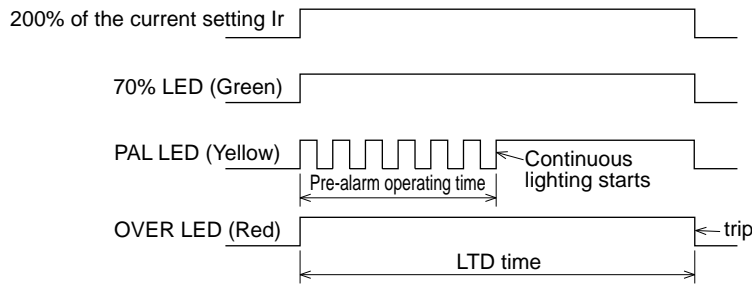 200% of the current setting Ir
70% LED (Green)
PAL LED (Yellow)
Continuous
lighting starts
Pre-alarm operating time
OVER LED (Red)
trip
LTD time